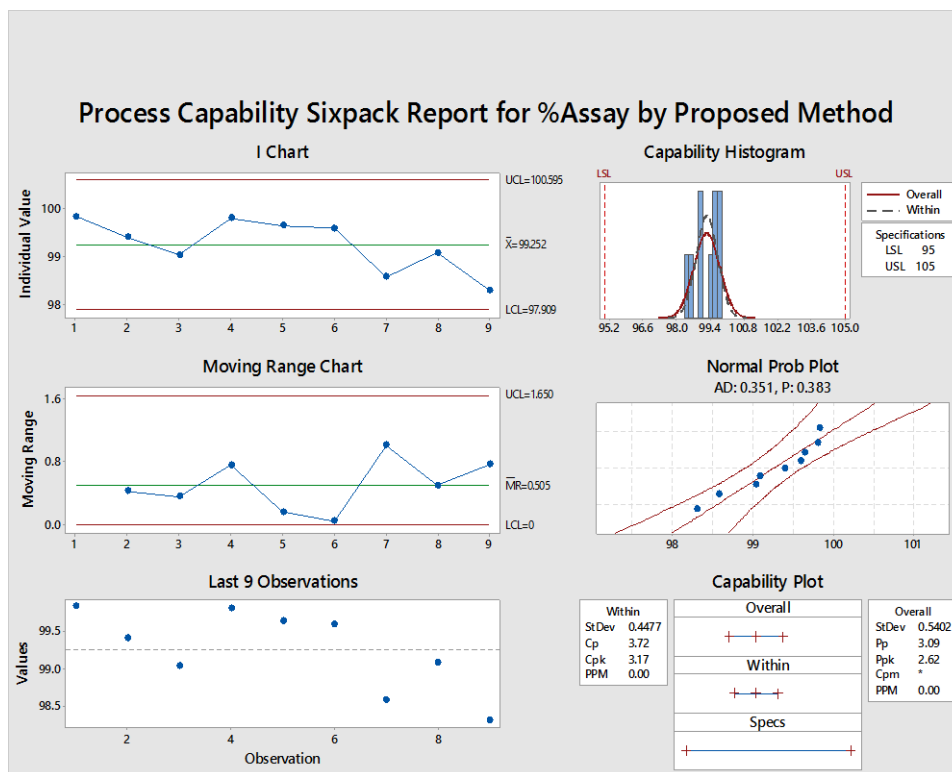 Process Capability Sixpack Report for %Assay by Proposed Method
I Chart
Individual Value
100
99
98
1 2 3 4 5 6 7 8 9
UCL=100.595
X̄=99.252
LCL=97.909
Capability Histogram
LSL USL
95.2 96.6 98.0 99.4 100.8 102.2 103.6 105.0
Overall
Within
Specifications
LSL 95
USL 105
Moving Range Chart
Moving Range
1.6
0.8
0.0
1 2 3 4 5 6 7 8 9
UCL=1.650
M̅R̅=0.505
LCL=0
Normal Prob Plot
AD: 0.351, P: 0.383
98 99 100 101
Last 9 Observations
Values
99.5
99.0
98.5
2 4 6 8
Observation
Capability Plot
Within
StDev 0.4477
Cp 3.72
Cpk 3.17
PPM 0.00
Overall
Within
Specs
Overall
StDev 0.5402
Pp 3.09
Ppk 2.62
Cpm *
PPM 0.00